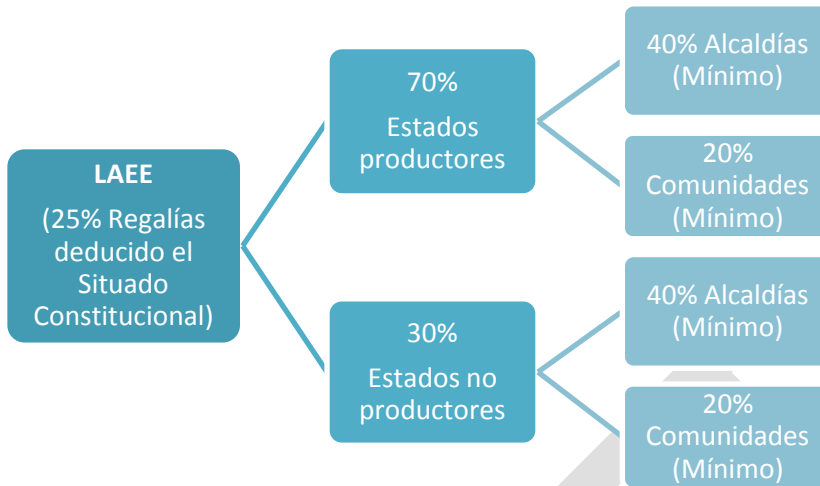 LAEE
(25% Regalías
deducido el
Situado
Constitucional)
70%
Estados
productores
40% Alcaldías
(Mínimo)
20%
Comunidades
(Mínimo)
30%
Estados no
productores
40% Alcaldías
(Mínimo)
20%
Comunidades
(Mínimo)